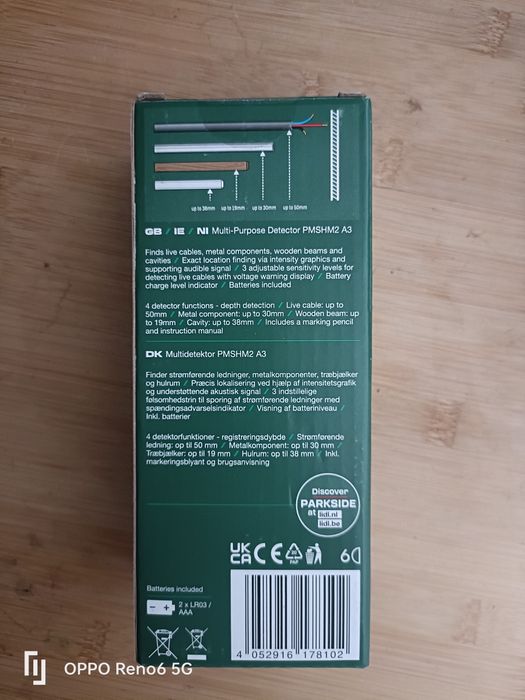 up to 38mm up to 19mm up to 30mm up to 50mm
GB / IE / NI Multi-Purpose Detector PMSHM2 A3
Finds live cables, metal components, wooden beams and
cavities / Exact location finding via intensity graphics and
supporting audible signal / 3 adjustable sensitivity levels for
detecting live cables with voltage warning display / Battery
charge level indicator / Batteries included
4 detector functions - depth detection / Live cable: up to
50mm / Metal component: up to 30mm / Wooden beam: up
to 19mm / Cavity: up to 38mm / Includes a marking pencil
and instruction manual
DK Multidetektor PMSHM2 A3
Finder strømførende ledninger, metalkomponenter, træbjælker
og hulrum / Præcis lokalisering ved hjælp af intensitetsgrafik
og understøttende akustisk signal / 3 indstillelige
følsomhedstrin til sporing af strømførende ledninger med
spændingsadvarselsindikator / Visning af batteriniveau /
Inkl. batterier
4 detektorfunktioner - registreringsdybde / Strømførende
ledning: op til 50 mm / Metalkomponent: op til 30 mm /
Træbjælker: op til 19 mm / Hulrum: op til 38 mm / Inkl.
markeringsblyant og brugsanvisning
Discover
PARKSIDE
at lidl.nl
lidl.be
UK
CA CE PAP 6
Batteries included
2 x LR03 /
AAA
4 052916 178102
OPPO Reno6 5G